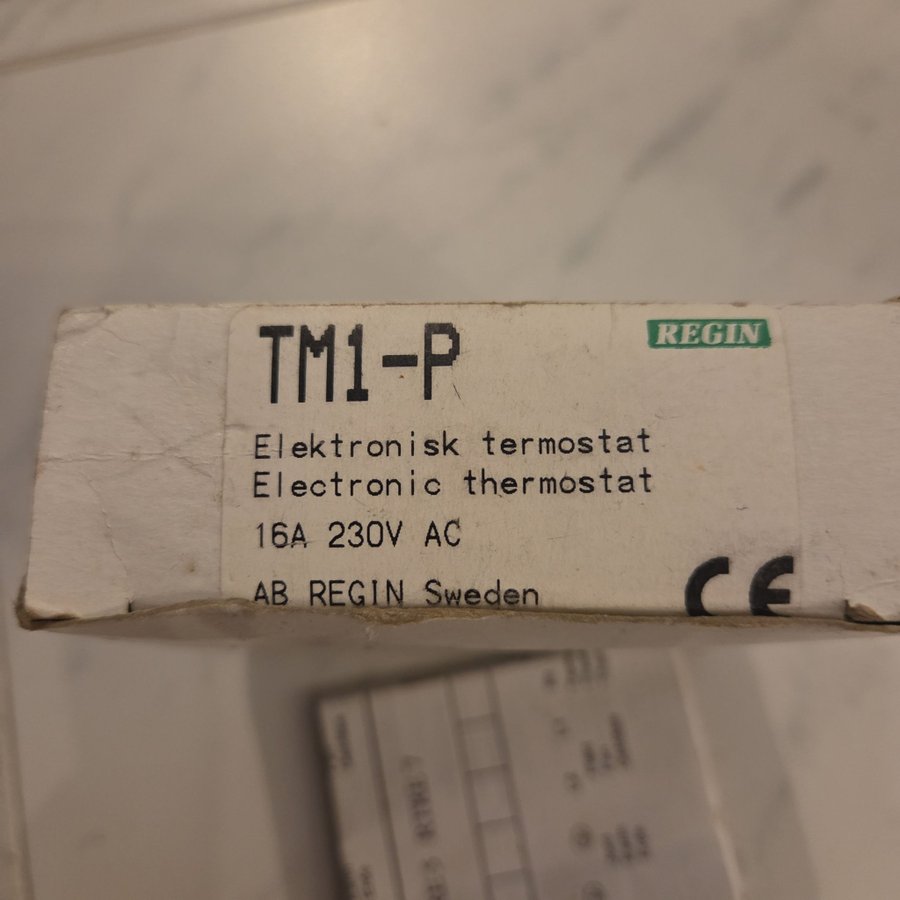 TM1-P
REGIN
Elektronisk termostat
Electronic thermostat
16A 230V AC
AB REGIN Sweden
CE